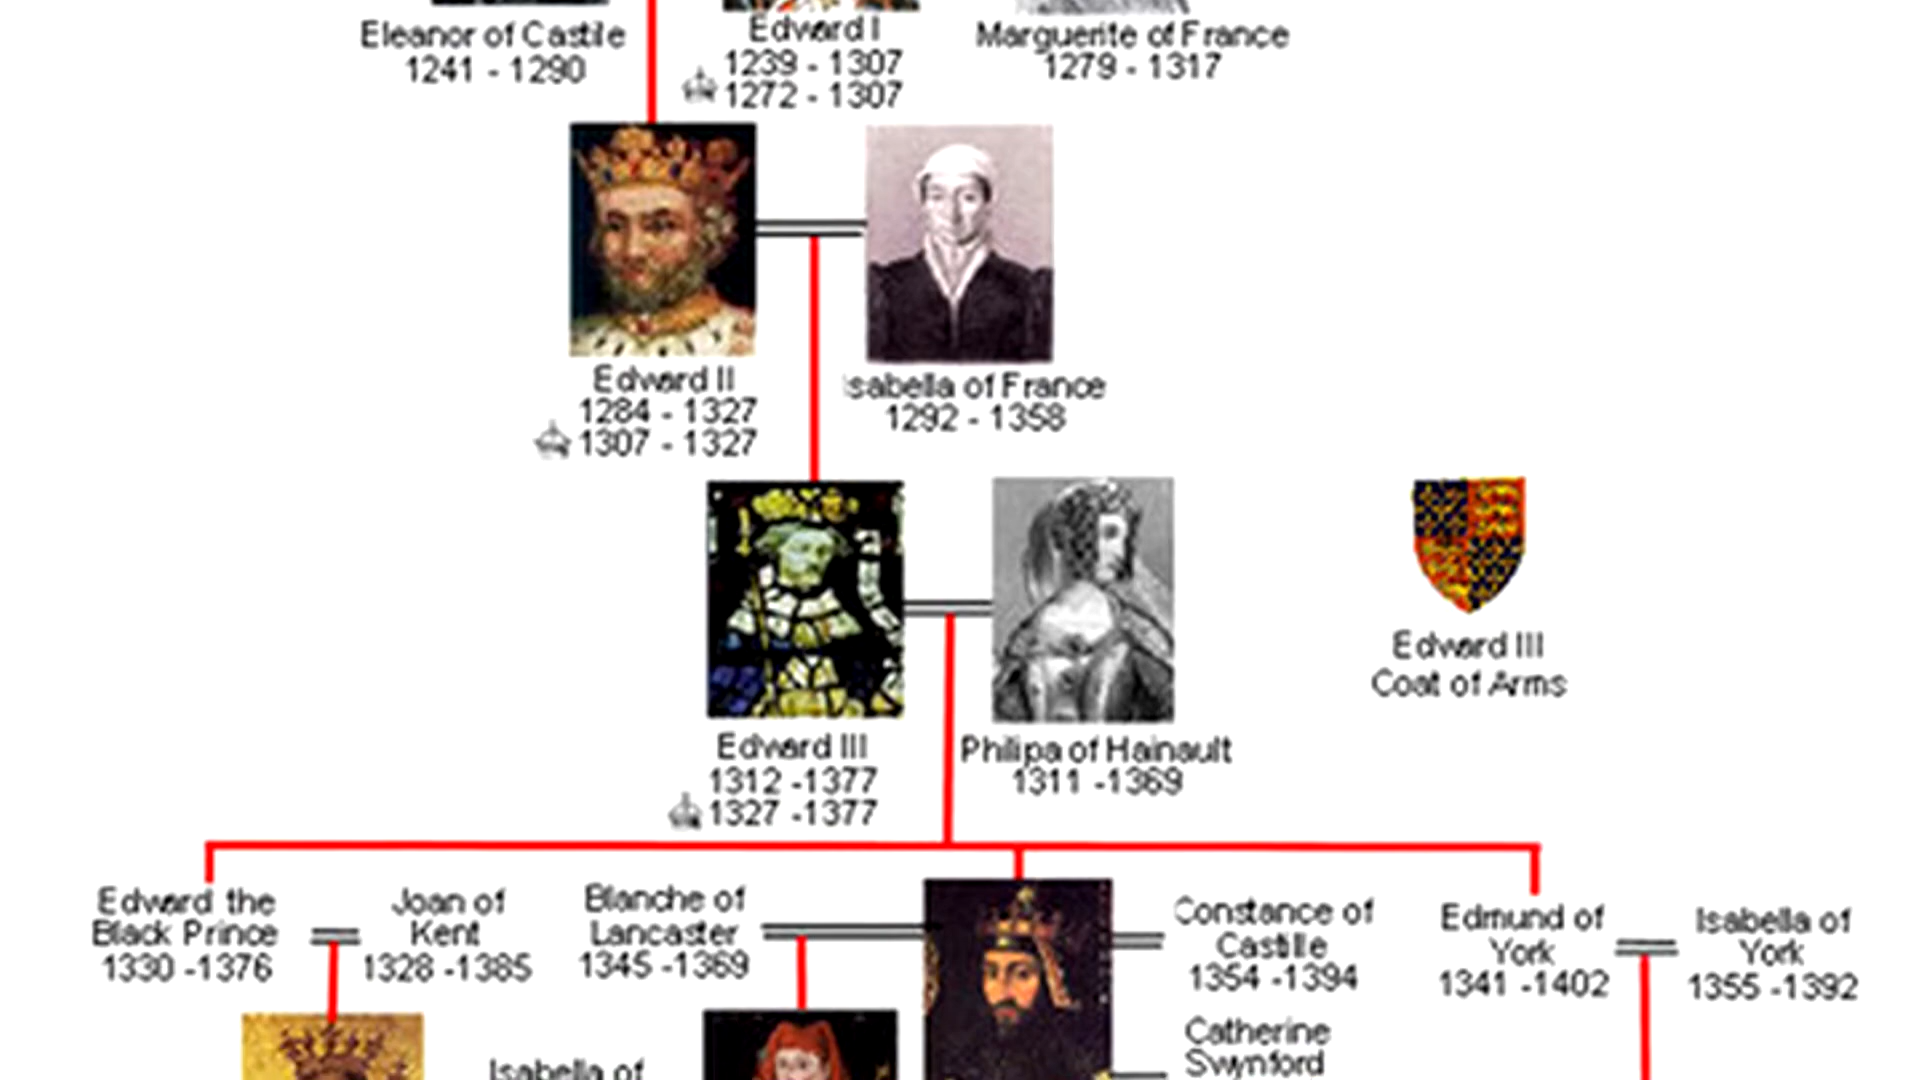 Eleanor of Castile
1241 - 1290
Edward I
1239 - 1307
1272 - 1307
Marguerite of France
1279 - 1317
Edward II
1284 - 1327
1307 - 1327
Isabella of France
1292 - 1358
Edward III
1312 -1377
1327 -1377
Philipa of Hainault
1311 -1369
Edward III
Coat of Arms
Edward the
Black Prince
1330 -1376
Joan of
Kent
1328 -1385
Blanche of
Lancaster
1345 -1369
Constance of
Castille
1354 -1394
Catherine
Swynford
Edmund of
York
1341 -1402
Isabella of
York
1355 -1392
Isabella of